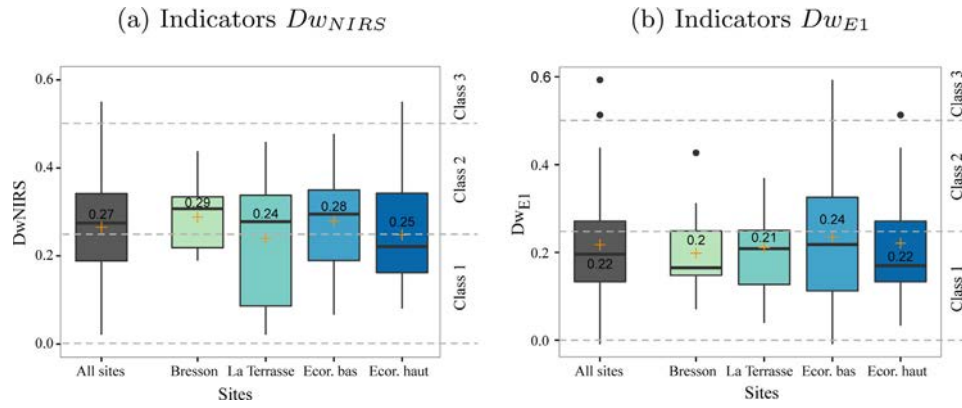 (a) Indicators Dw_NIRS
(b) Indicators Dw_E1
0.6
0.4
0.2
0.0
DwNIRS
0.27
0.29
0.24
0.28
0.25
Class 3
Class 2
Class 1
All sites Bresson La Terrasse Ecor. bas Ecor. haut
Sites
0.6
0.4
0.2
0.0
Dw_E1
0.22
0.2
0.21
0.24
0.22
Class 3
Class 2
Class 1
All sites Bresson La Terrasse Ecor. bas Ecor. haut
Sites